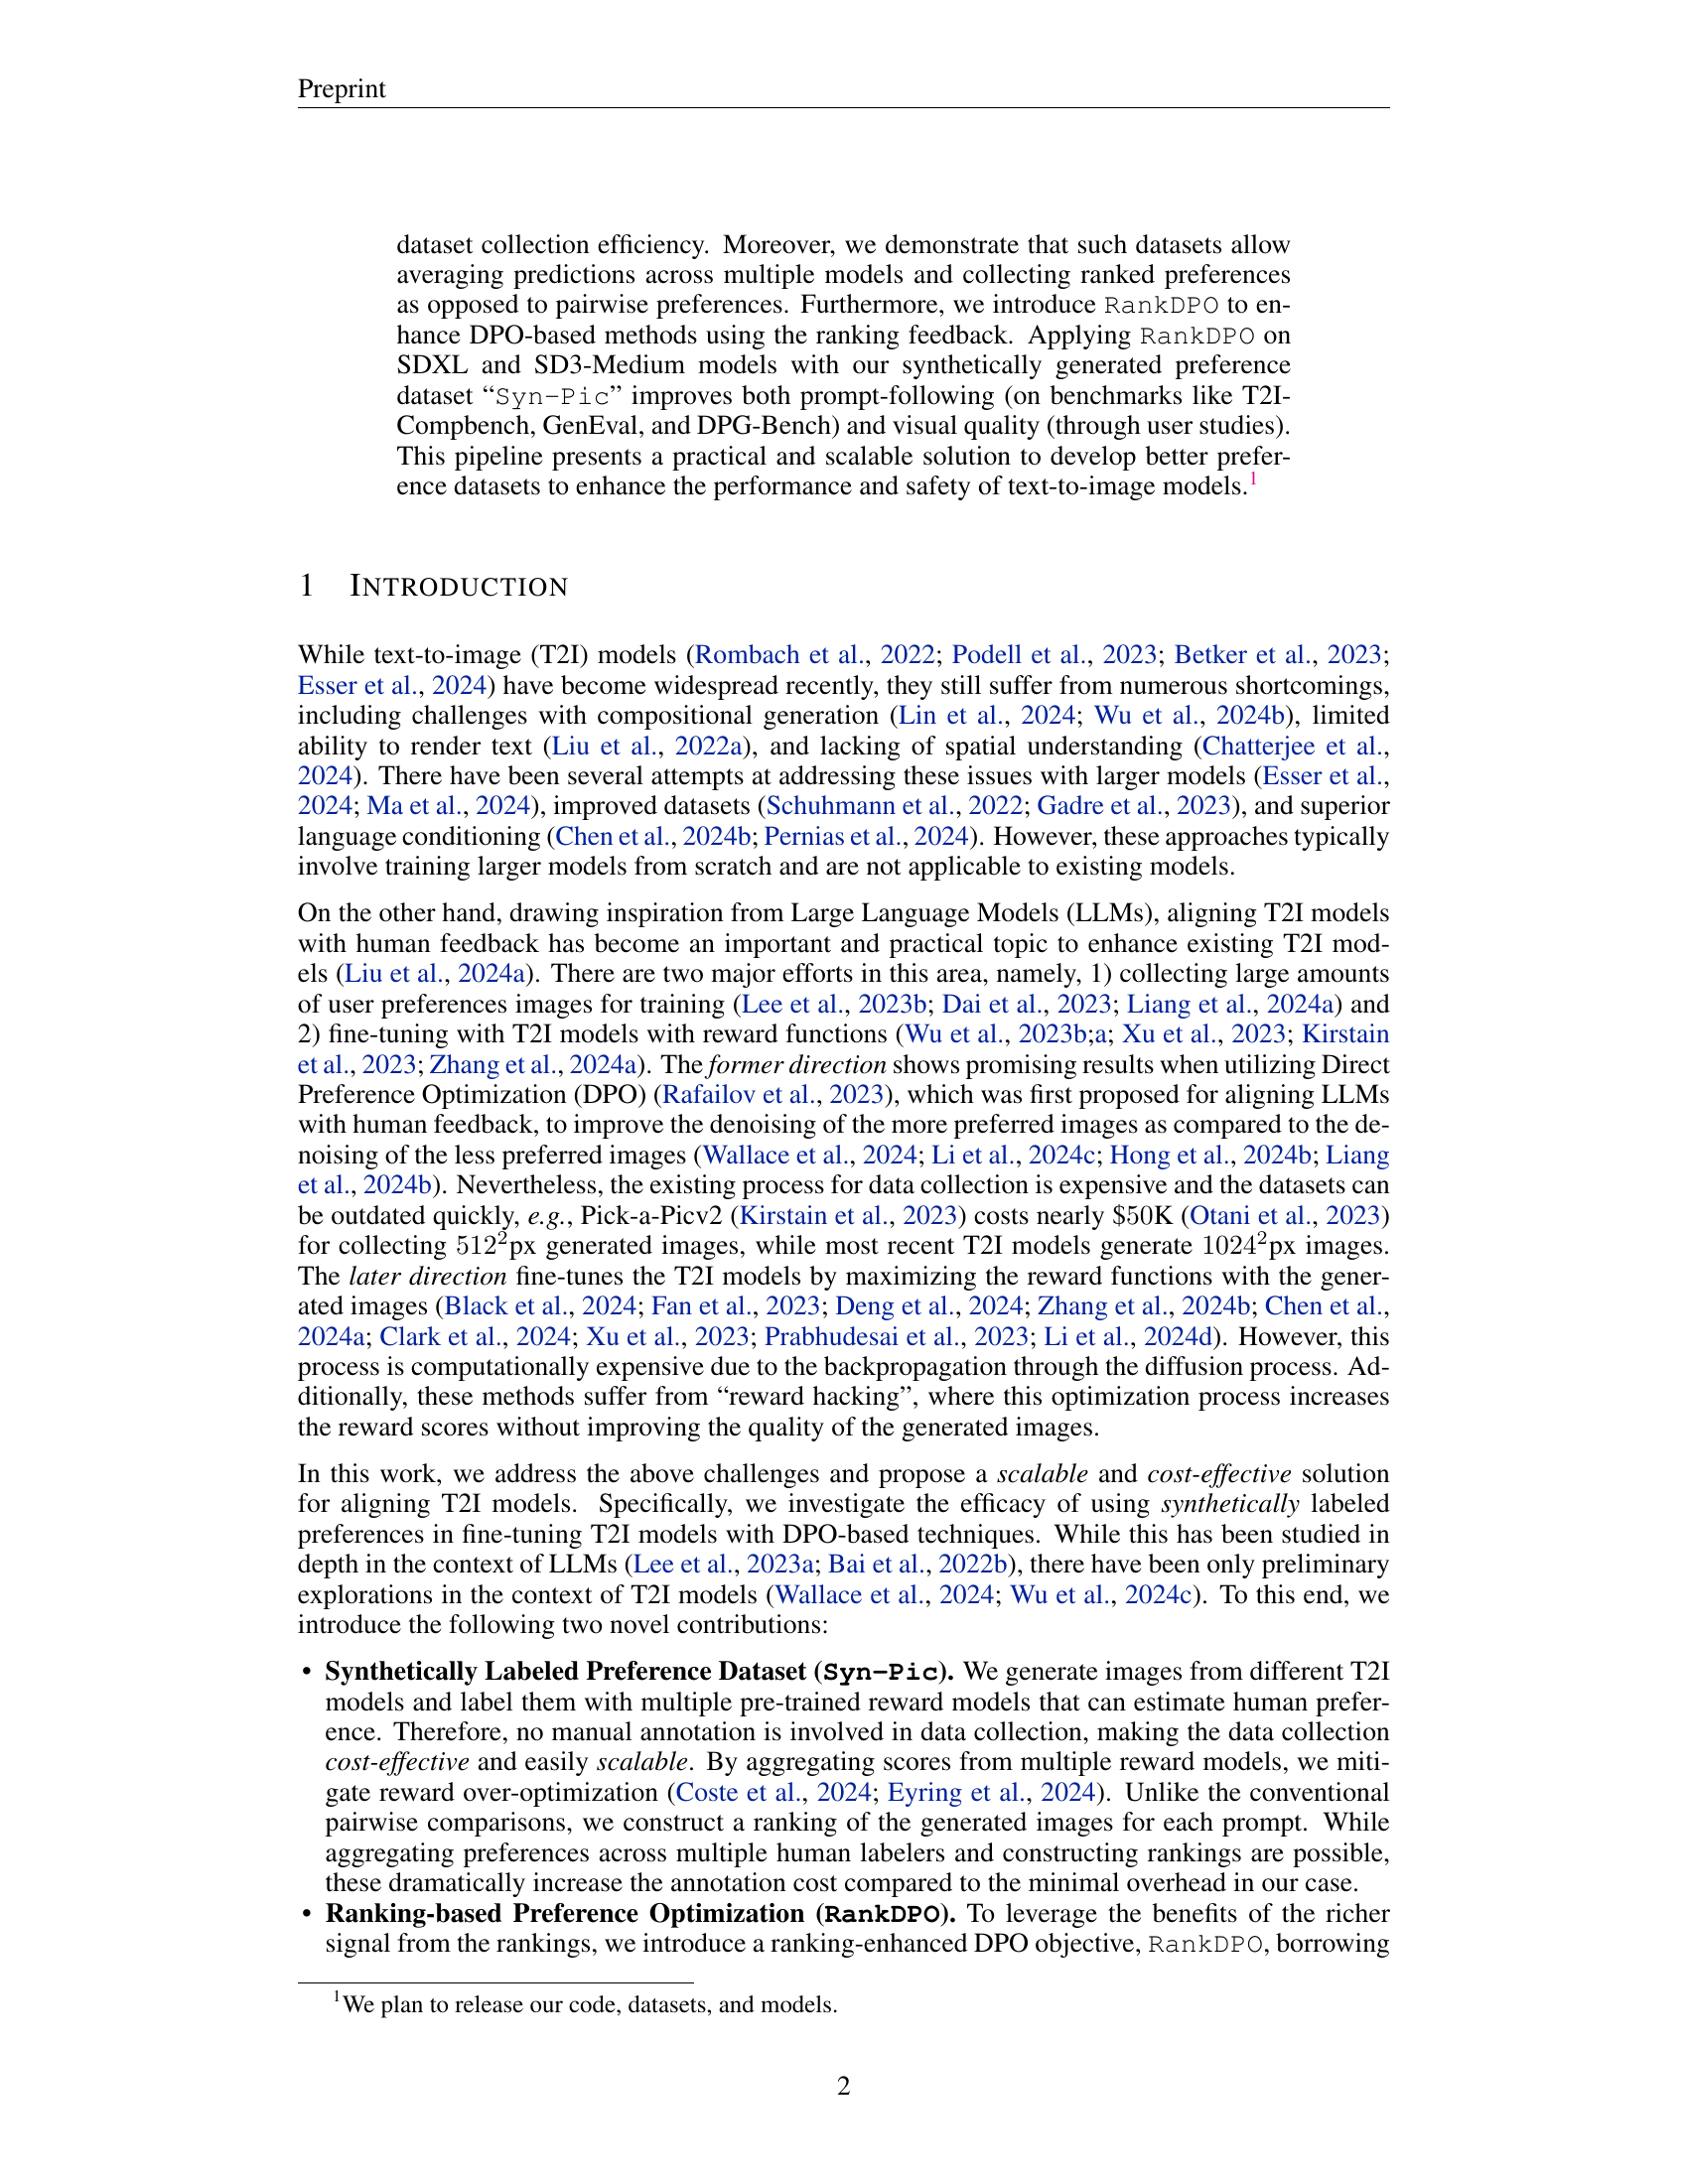 Preprint
dataset collection efficiency. Moreover, we demonstrate that such datasets allow
averaging predictions across multiple models and collecting ranked preferences
as opposed to pairwise preferences. Furthermore, we introduce RankDPO to en-
hance DPO-based methods using the ranking feedback. Applying RankDPO on
SDXL and SD3-Medium models with our synthetically generated preference
dataset “Syn-Pic” improves both prompt-following (on benchmarks like T2I-
Compbench, GenEval, and DPG-Bench) and visual quality (through user studies).
This pipeline presents a practical and scalable solution to develop better prefer-
ence datasets to enhance the performance and safety of text-to-image models.1
1 INTRODUCTION
While text-to-image (T2I) models (Rombach et al., 2022; Podell et al., 2023; Betker et al., 2023;
Esser et al., 2024) have become widespread recently, they still suffer from numerous shortcomings,
including challenges with compositional generation (Lin et al., 2024; Wu et al., 2024b), limited
ability to render text (Liu et al., 2022a), and lacking of spatial understanding (Chatterjee et al.,
2024). There have been several attempts at addressing these issues with larger models (Esser et al.,
2024; Ma et al., 2024), improved datasets (Schuhmann et al., 2022; Gadre et al., 2023), and superior
language conditioning (Chen et al., 2024b; Pernias et al., 2024). However, these approaches typically
involve training larger models from scratch and are not applicable to existing models.
On the other hand, drawing inspiration from Large Language Models (LLMs), aligning T2I models
with human feedback has become an important and practical topic to enhance existing T2I mod-
els (Liu et al., 2024a). There are two major efforts in this area, namely, 1) collecting large amounts
of user preferences images for training (Lee et al., 2023b; Dai et al., 2023; Liang et al., 2024a) and
2) fine-tuning with T2I models with reward functions (Wu et al., 2023b;a; Xu et al., 2023; Kirstain
et al., 2023; Zhang et al., 2024a). The former direction shows promising results when utilizing Direct
Preference Optimization (DPO) (Rafailov et al., 2023), which was first proposed for aligning LLMs
with human feedback, to improve the denoising of the more preferred images as compared to the de-
noising of the less preferred images (Wallace et al., 2024; Li et al., 2024c; Hong et al., 2024b; Liang
et al., 2024b). Nevertheless, the existing process for data collection is expensive and the datasets can
be outdated quickly, e.g., Pick-a-Picv2 (Kirstain et al., 2023) costs nearly $50K (Otani et al., 2023)
for collecting 512²px generated images, while most recent T2I models generate 1024²px images.
The later direction fine-tunes the T2I models by maximizing the reward functions with the gener-
ated images (Black et al., 2024; Fan et al., 2023; Deng et al., 2024; Zhang et al., 2024b; Chen et al.,
2024a; Clark et al., 2024; Xu et al., 2023; Prabhudesai et al., 2023; Li et al., 2024d). However, this
process is computationally expensive due to the backpropagation through the diffusion process. Ad-
ditionally, these methods suffer from “reward hacking”, where this optimization process increases
the reward scores without improving the quality of the generated images.
In this work, we address the above challenges and propose a scalable and cost-effective solution
for aligning T2I models. Specifically, we investigate the efficacy of using synthetically labeled
preferences in fine-tuning T2I models with DPO-based techniques. While this has been studied in
depth in the context of LLMs (Lee et al., 2023a; Bai et al., 2022b), there have been only preliminary
explorations in the context of T2I models (Wallace et al., 2024; Wu et al., 2024c). To this end, we
introduce the following two novel contributions:
• Synthetically Labeled Preference Dataset (Syn-Pic). We generate images from different T2I
models and label them with multiple pre-trained reward models that can estimate human prefer-
ence. Therefore, no manual annotation is involved in data collection, making the data collection
cost-effective and easily scalable. By aggregating scores from multiple reward models, we miti-
gate reward over-optimization (Coste et al., 2024; Eyring et al., 2024). Unlike the conventional
pairwise comparisons, we construct a ranking of the generated images for each prompt. While
aggregating preferences across multiple human labelers and constructing rankings are possible,
these dramatically increase the annotation cost compared to the minimal overhead in our case.
• Ranking-based Preference Optimization (RankDPO). To leverage the benefits of the richer
signal from the rankings, we introduce a ranking-enhanced DPO objective, RankDPO, borrowing
1We plan to release our code, datasets, and models.
2